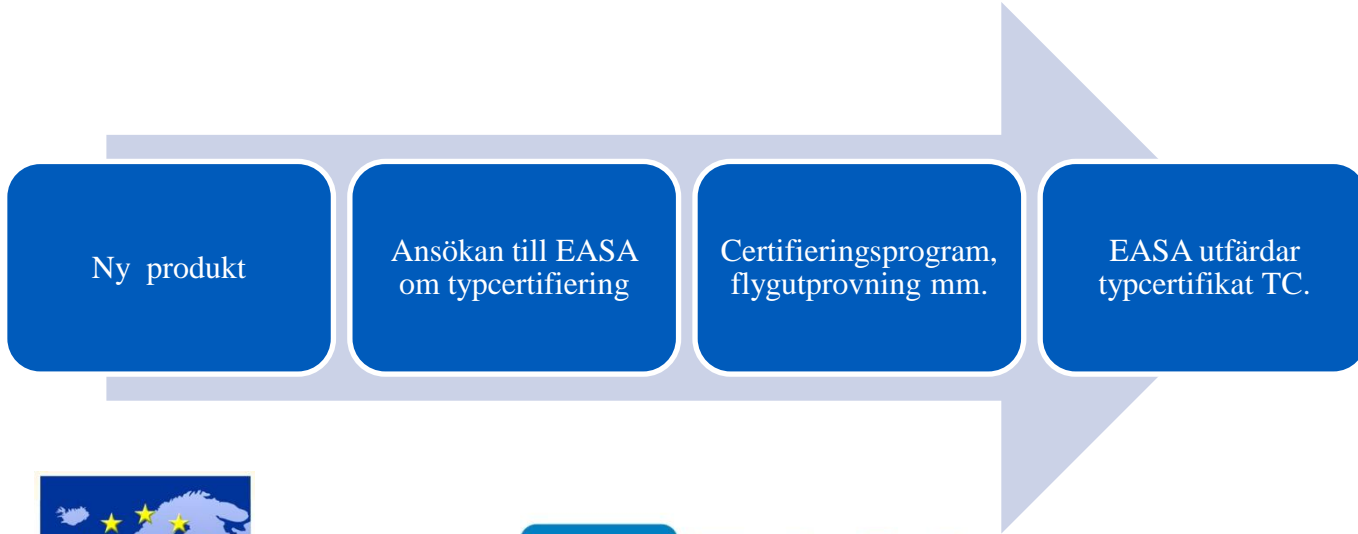 Ny produkt
Ansökan till EASA
om typcertifiering
Certifieringsprogram,
flygutprovning mm.
EASA utfärdar
typcertifikat TC.